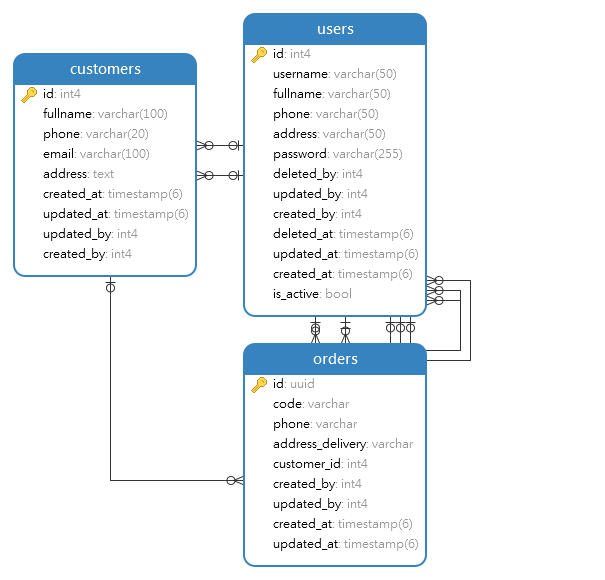 customers
id: int4
fullname: varchar(100)
phone: varchar(20)
email: varchar(100)
address: text
created_at: timestamp(6)
updated_at: timestamp(6)
updated_by: int4
created_by: int4
users
id: int4
username: varchar(50)
fullname: varchar(50)
phone: varchar(50)
address: varchar(50)
password: varchar(255)
deleted_by: int4
updated_by: int4
created_by: int4
deleted_at: timestamp(6)
updated_at: timestamp(6)
created_at: timestamp(6)
is_active: bool
orders
id: uuid
code: varchar
phone: varchar
address_delivery: varchar
customer_id: int4
created_by: int4
updated_by: int4
created_at: timestamp(6)
updated_at: timestamp(6)